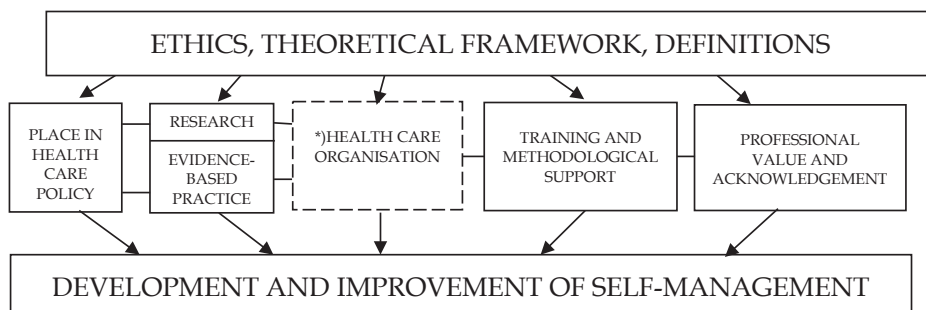 ETHICS, THEORETICAL FRAMEWORK, DEFINITIONS
PLACE IN
HEALTH
CARE
POLICY
RESEARCH
EVIDENCE-
BASED
PRACTICE
*)HEALTH CARE
ORGANISATION
TRAINING AND
METHODOLOGICAL
SUPPORT
PROFESSIONAL
VALUE AND
ACKNOWLEDGEMENT
DEVELOPMENT AND IMPROVEMENT OF SELF-MANAGEMENT